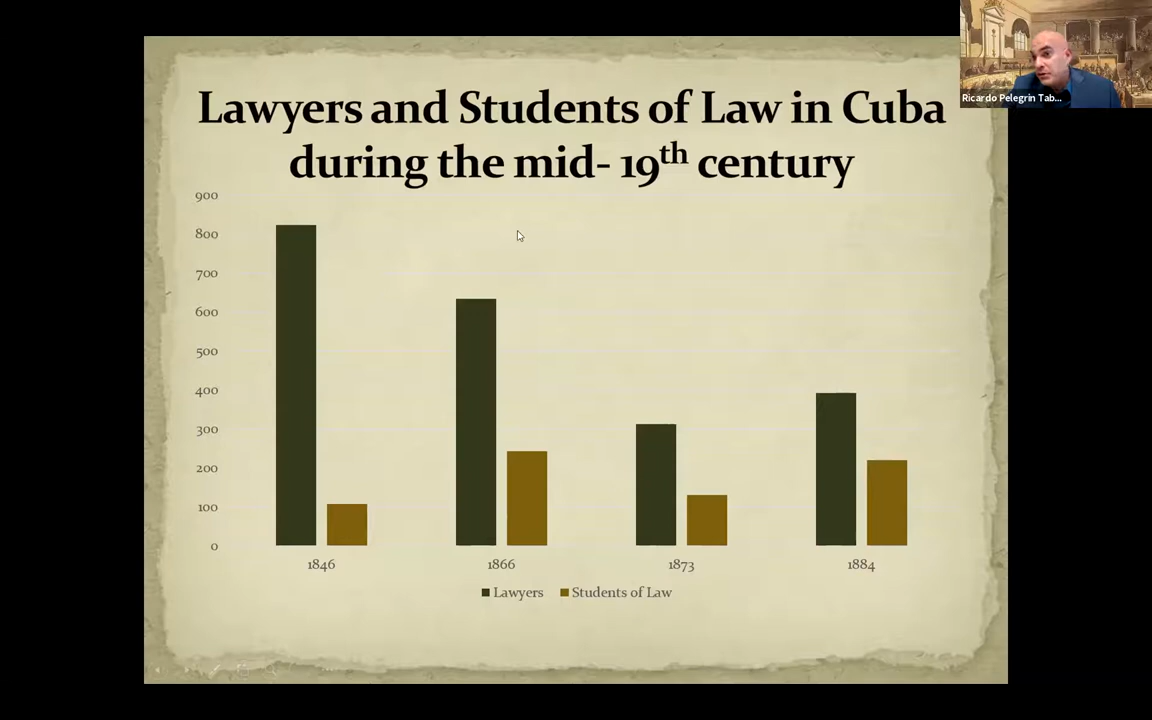 Lawyers and Students of Law in Cuba
during the mid- 19th century
Ricardo Pelegrin Tab...
900
800
700
600
500
400
300
200
100
0
1846 1866 1873 1884
Lawyers Students of Law